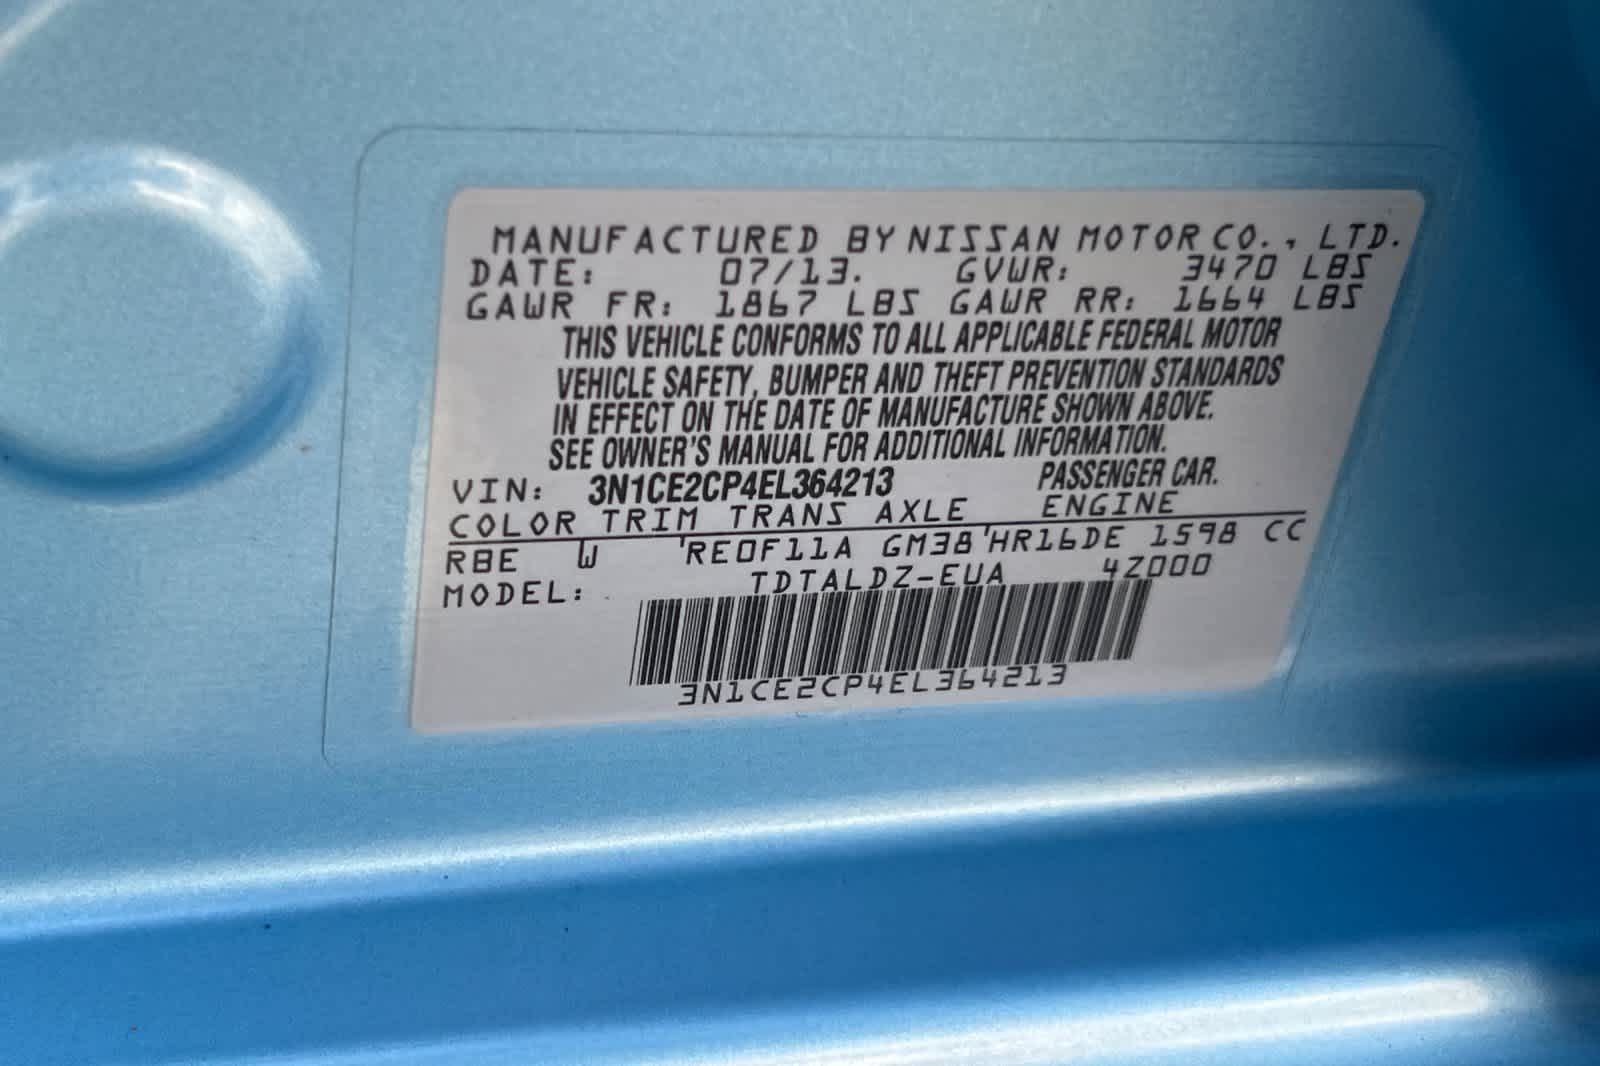 MANUFACTURED BY NISSAN MOTOR CO., LTD.
DATE: 07/13. GVWR: 3470 LBS
GAWR FR: 1867 LBS GAWR RR: 1664 LBS
THIS VEHICLE CONFORMS TO ALL APPLICABLE FEDERAL MOTOR
VEHICLE SAFETY, BUMPER AND THEFT PREVENTION STANDARDS
IN EFFECT ON THE DATE OF MANUFACTURE SHOWN ABOVE.
SEE OWNER'S MANUAL FOR ADDITIONAL INFORMATION.
VIN: 3N1CE2CP4EL364213 PASSENGER CAR.
COLOR TRIM TRANS AXLE ENGINE
RBE W 'RE0F11A GM38'HR16DE 1598 CC
MODEL: TDTALDZ-EUA 4Z000
3N1CE2CP4EL364213